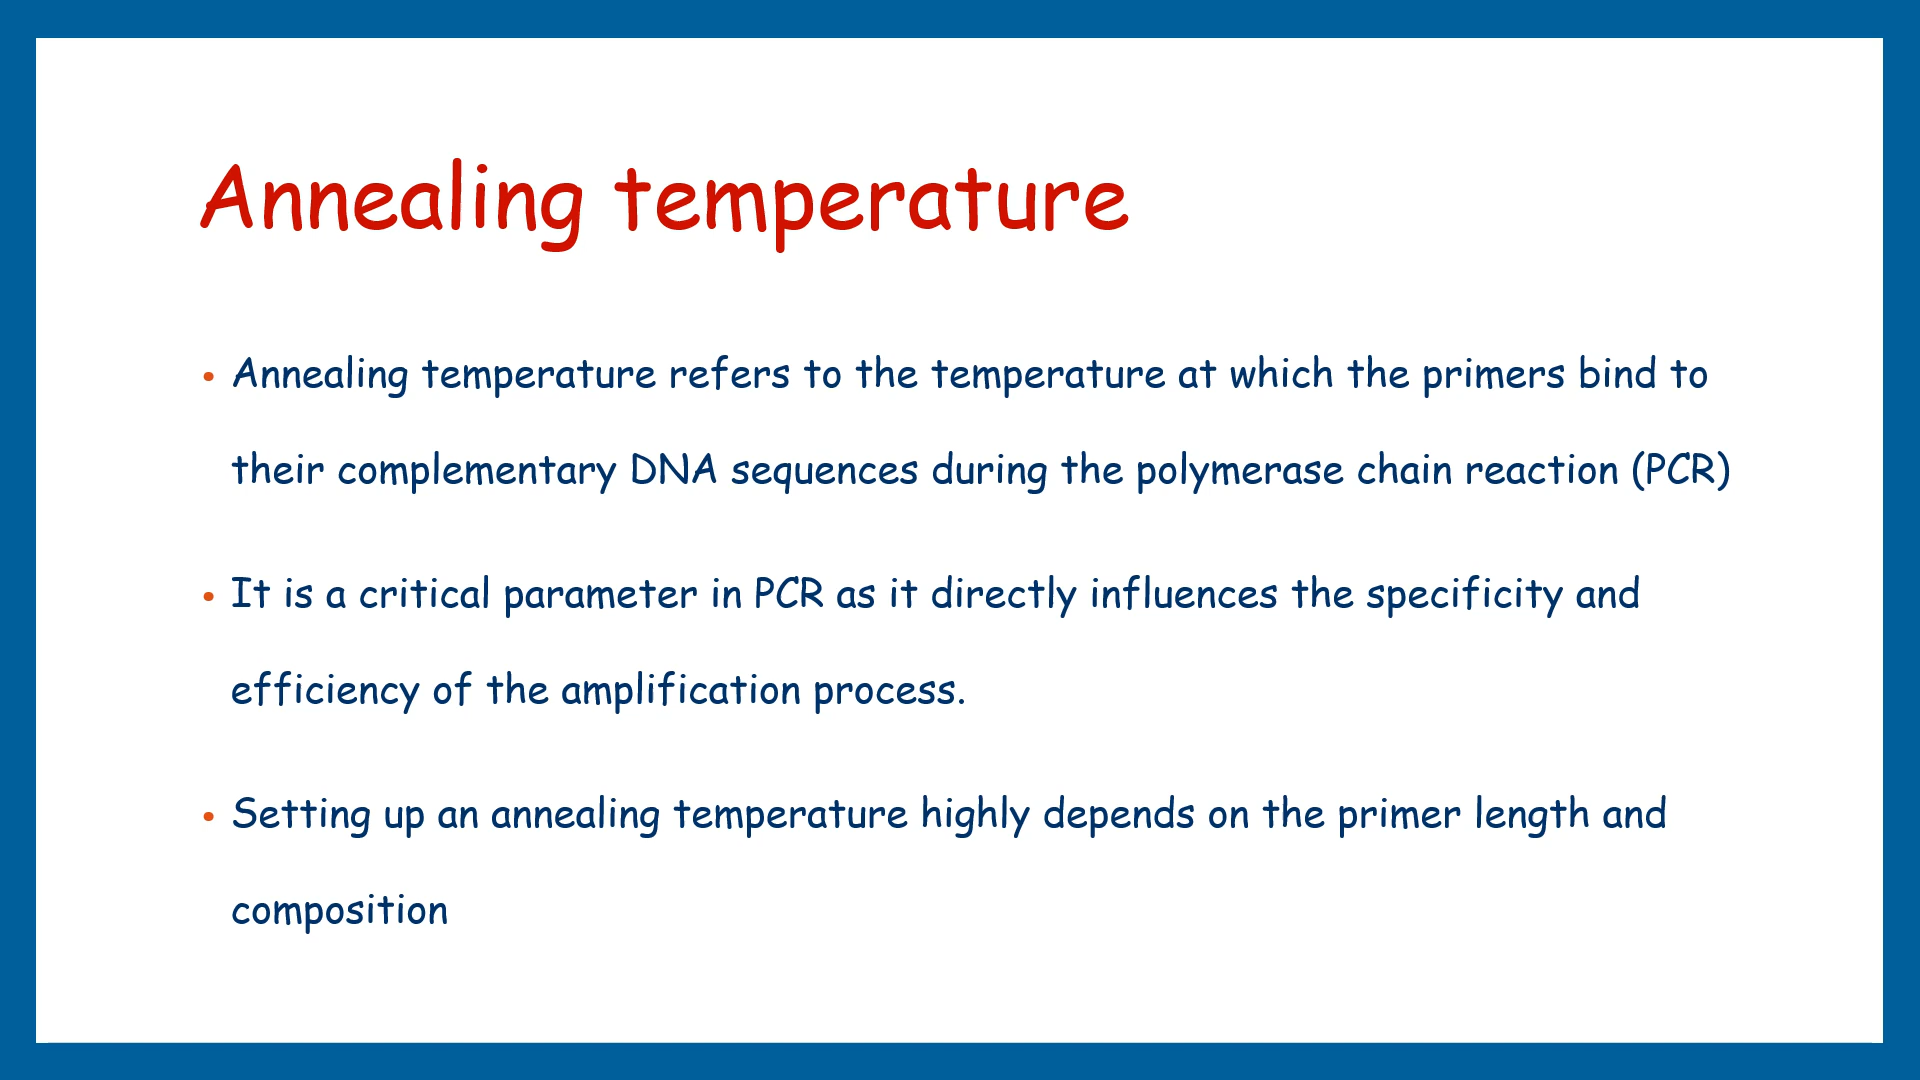 Annealing temperature
• Annealing temperature refers to the temperature at which the primers bind to
their complementary DNA sequences during the polymerase chain reaction (PCR)
• It is a critical parameter in PCR as it directly influences the specificity and
efficiency of the amplification process.
• Setting up an annealing temperature highly depends on the primer length and
composition